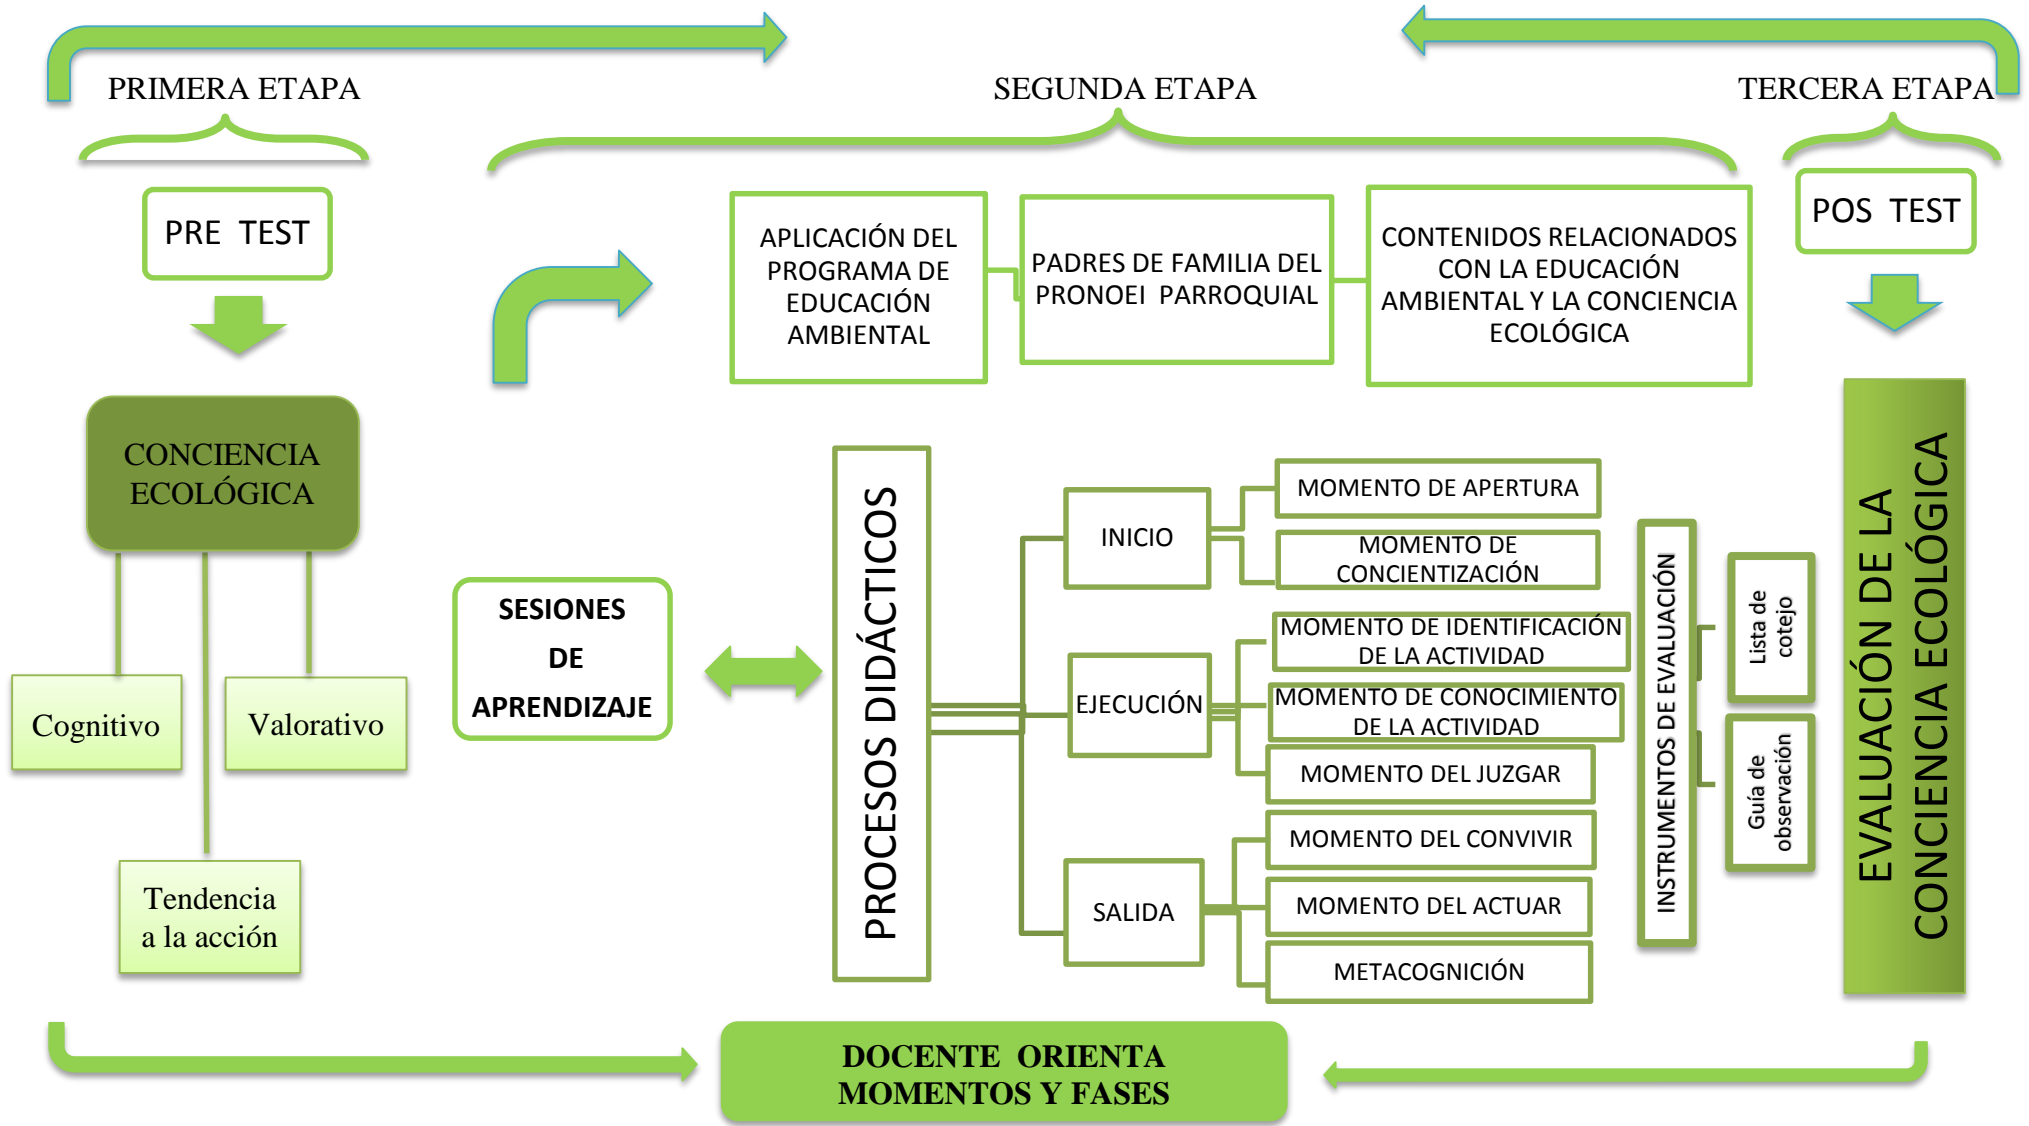 PRIMERA ETAPA
SEGUNDA ETAPA
TERCERA ETAPA
PRE TEST
APLICACIÓN DEL
PROGRAMA DE
EDUCACIÓN
AMBIENTAL
PADRES DE FAMILIA DEL
PRONOEI PARROQUIAL
CONTENIDOS RELACIONADOS
CON LA EDUCACIÓN
AMBIENTAL Y LA CONCIENCIA
ECOLÓGICA
POS TEST
CONCIENCIA
ECOLÓGICA
Cognitivo
Valorativo
Tendencia
a la acción
SESIONES
DE
APRENDIZAJE
PROCESOS DIDÁCTICOS
INICIO
MOMENTO DE APERTURA
MOMENTO DE
CONCIENTIZACIÓN
EJECUCIÓN
MOMENTO DE IDENTIFICACIÓN
DE LA ACTIVIDAD
MOMENTO DE CONOCIMIENTO
DE LA ACTIVIDAD
MOMENTO DEL JUZGAR
SALIDA
MOMENTO DEL CONVIVIR
MOMENTO DEL ACTUAR
METACOGNICIÓN
INSTRUMENTOS DE EVALUACIÓN
Lista de
cotejo
Guía de
observación
EVALUACIÓN DE LA
CONCIENCIA ECOLÓGICA
DOCENTE ORIENTA
MOMENTOS Y FASES